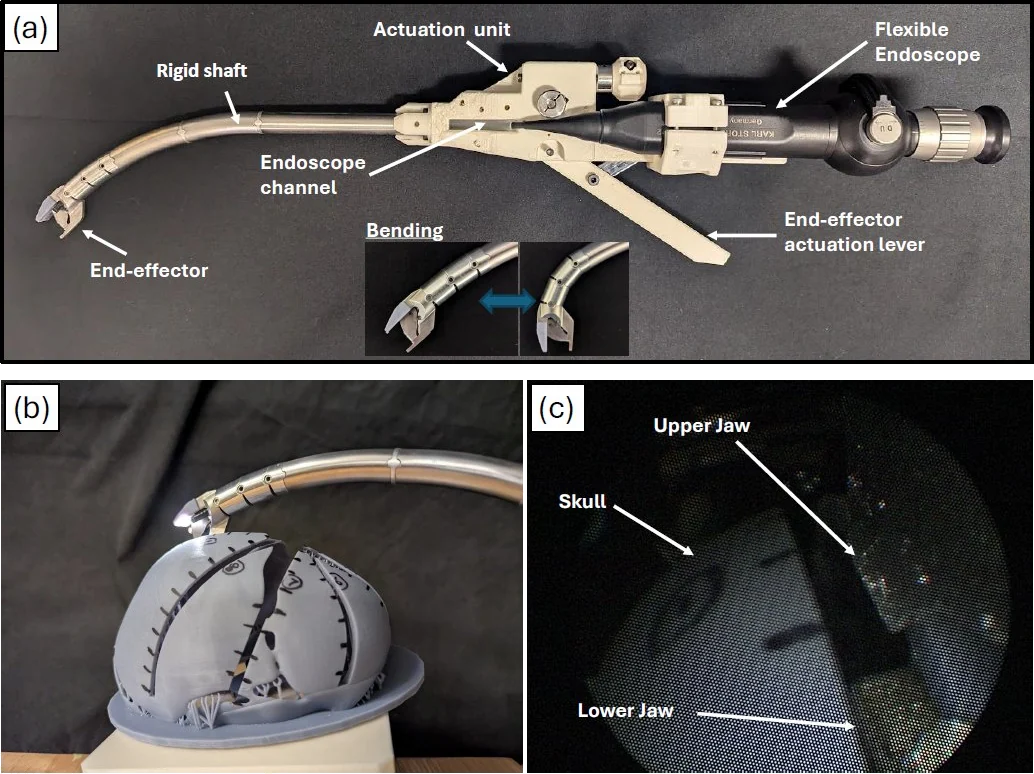 (a)
Actuation unit
Flexible
Endoscope
Rigid shaft
Endoscope
channel
KARL STOR
Germany
End-effector
actuation lever
End-effector
Bending
(b)
(c)
Upper Jaw
Skull
Lower Jaw